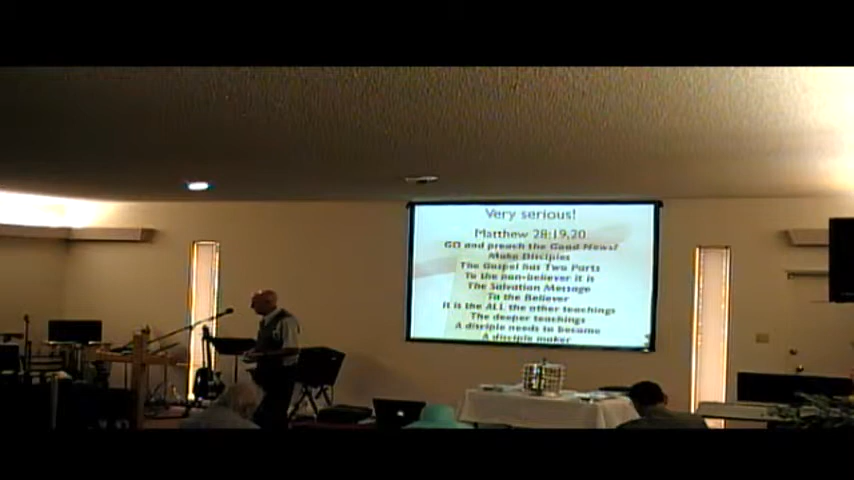 Very serious!
Matthew 28:19,20
GO and preach the Good News!
Make Disciples
The Gospel has Two Parts
To the non-believer it is
The Salvation Message
To the Believer
It is the ALL the other teachings
The deeper teachings
A disciple needs to become
A disciple maker